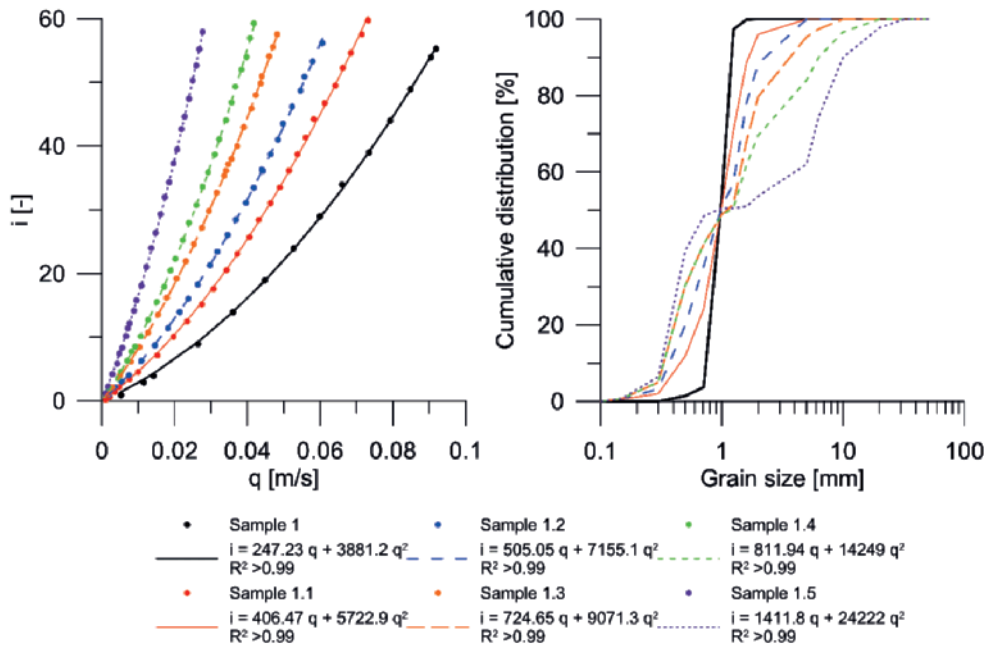 60
40
20
0
i [-]
0
0.02
0.04
0.06
0.08
0.1
q [m/s]
100
80
60
40
20
0
Cumulative distribution [%]
0.1
1
10
100
Grain size [mm]
Sample 1
i = 247.23 q + 3881.2 q²
R² >0.99
Sample 1.2
i = 505.05 q + 7155.1 q²
R² >0.99
Sample 1.4
i = 811.94 q + 14249 q²
R² >0.99
Sample 1.1
i = 406.47 q + 5722.9 q²
R² >0.99
Sample 1.3
i = 724.65 q + 9071.3 q²
R² >0.99
Sample 1.5
i = 1411.8 q + 24222 q²
R² >0.99